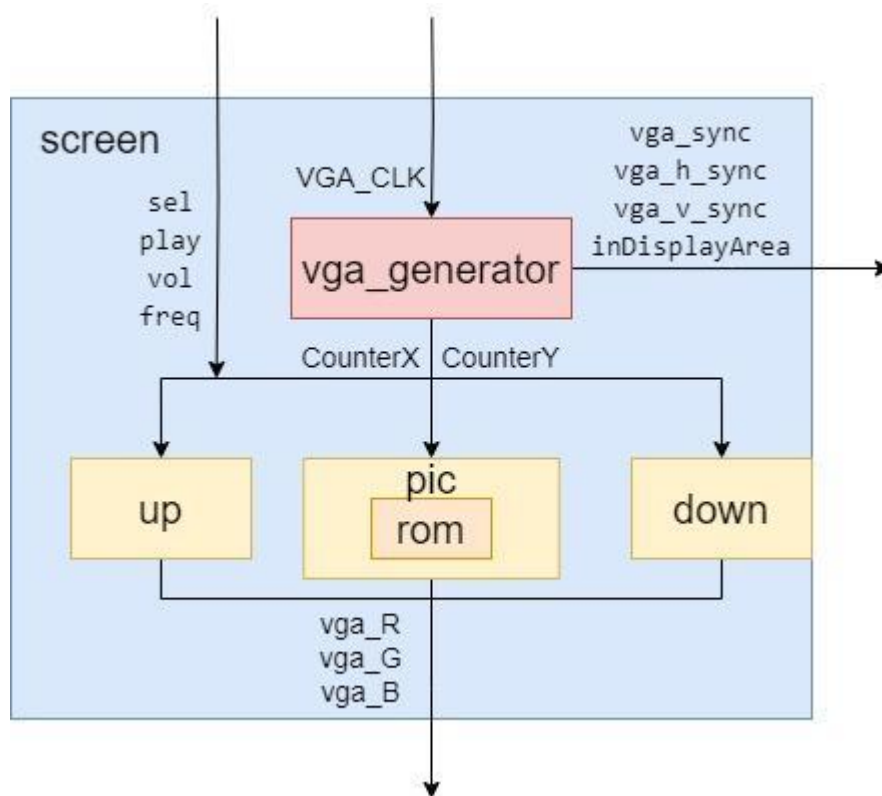 screen
VGA_CLK
vga_sync
vga_h_sync
vga_v_sync
inDisplayArea
sel
play
vol
freq
vga_generator
CounterX CounterY
up
pic
rom
down
vga_R
vga_G
vga_B